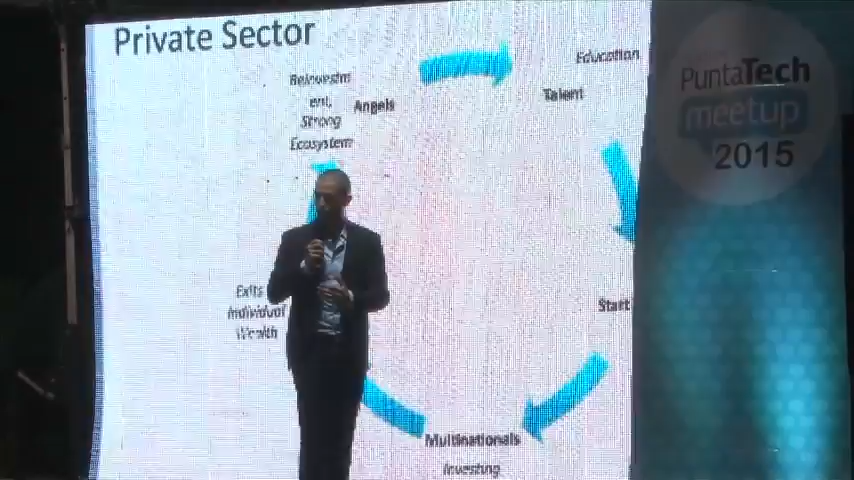 Private Sector
Education
Talent
Reinvestm
ent,
Strong
Ecosystem
Angels
Start
Exits
Individual
Wealth
Multinationals
Investing
PuntaTech
meetup
2015